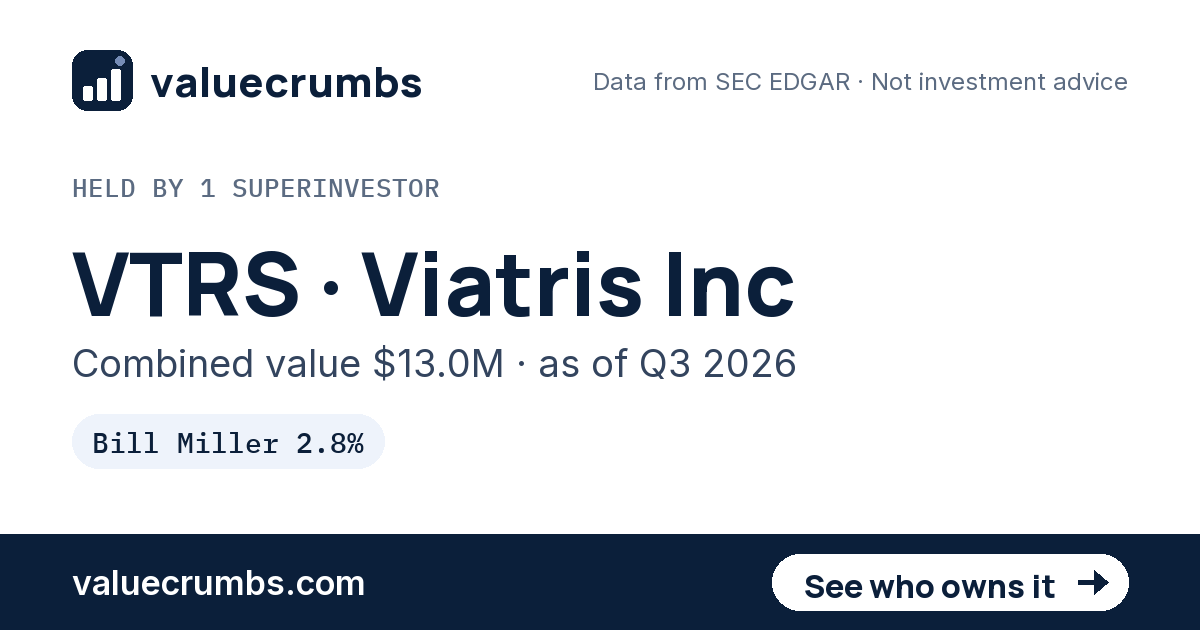 valuecrumbs
Data from SEC EDGAR · Not investment advice
HELD BY 1 SUPERINVESTOR
VTRS · Viatris Inc
Combined value $13.0M · as of Q3 2026
Bill Miller 2.8%
valuecrumbs.com
See who owns it →